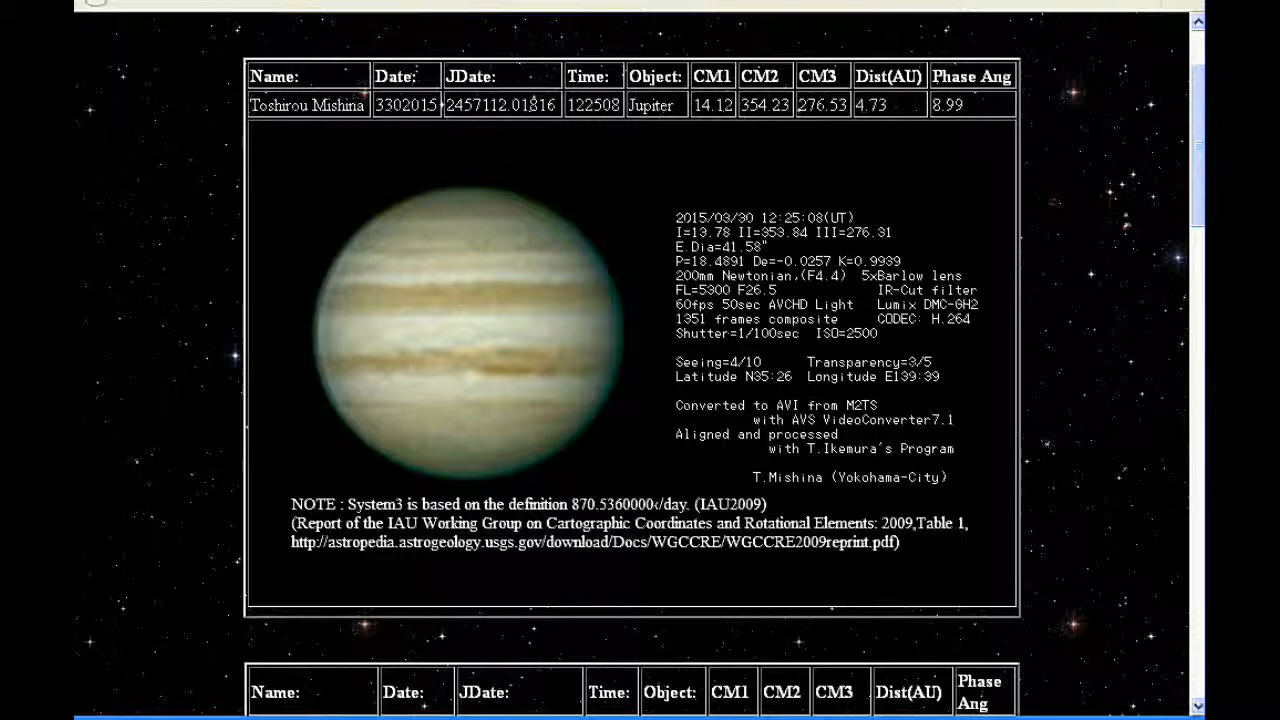 Name: Date: JDate: Time: Object: CM1 CM2 CM3 Dist(AU) Phase Ang
Toshirou Mishina 3302015 2457112.01816 122508 Jupiter 14.12 354.23 276.53 4.73 8.99
2015/03/30 12:25:08(UT)
I=13.78 II=353.84 III=276.31
E.Dia=41.58"
P=18.4891 De=-0.0257 K=0.9939
200mm Newtonian,(F4.4) 5xBarlow lens
FL=5300 F26.5 IR-Cut filter
60fps 50sec AVCHD Light Lumix DMC-GH2
1351 frames composite CODEC: H.264
Shutter=1/100sec ISO=2500
Seeing=4/10 Transparency=3/5
Latitude N35:26 Longitude E139:39
Converted to AVI from M2TS
with AVS VideoConverter7.1
Aligned and processed
with T.Ikemura's Program
T.Mishina (Yokohama-City)
NOTE : System3 is based on the definition 870.5360000‹/day. (IAU2009)
(Report of the IAU Working Group on Cartographic Coordinates and Rotational Elements: 2009,Table 1,
http://astropedia.astrogeology.usgs.gov/download/Docs/WGCCRE/WGCCRE2009reprint.pdf)
Name: Date: JDate: Time: Object: CM1 CM2 CM3 Dist(AU) Phase
Ang